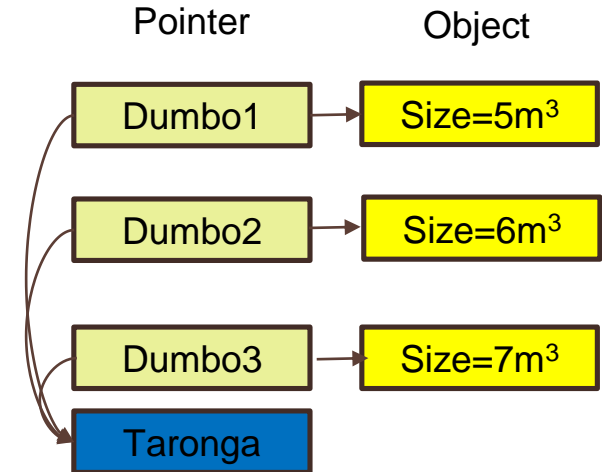 Pointer Object
Dumbo1 Size=5m³
Dumbo2 Size=6m³
Dumbo3 Size=7m³
Taronga